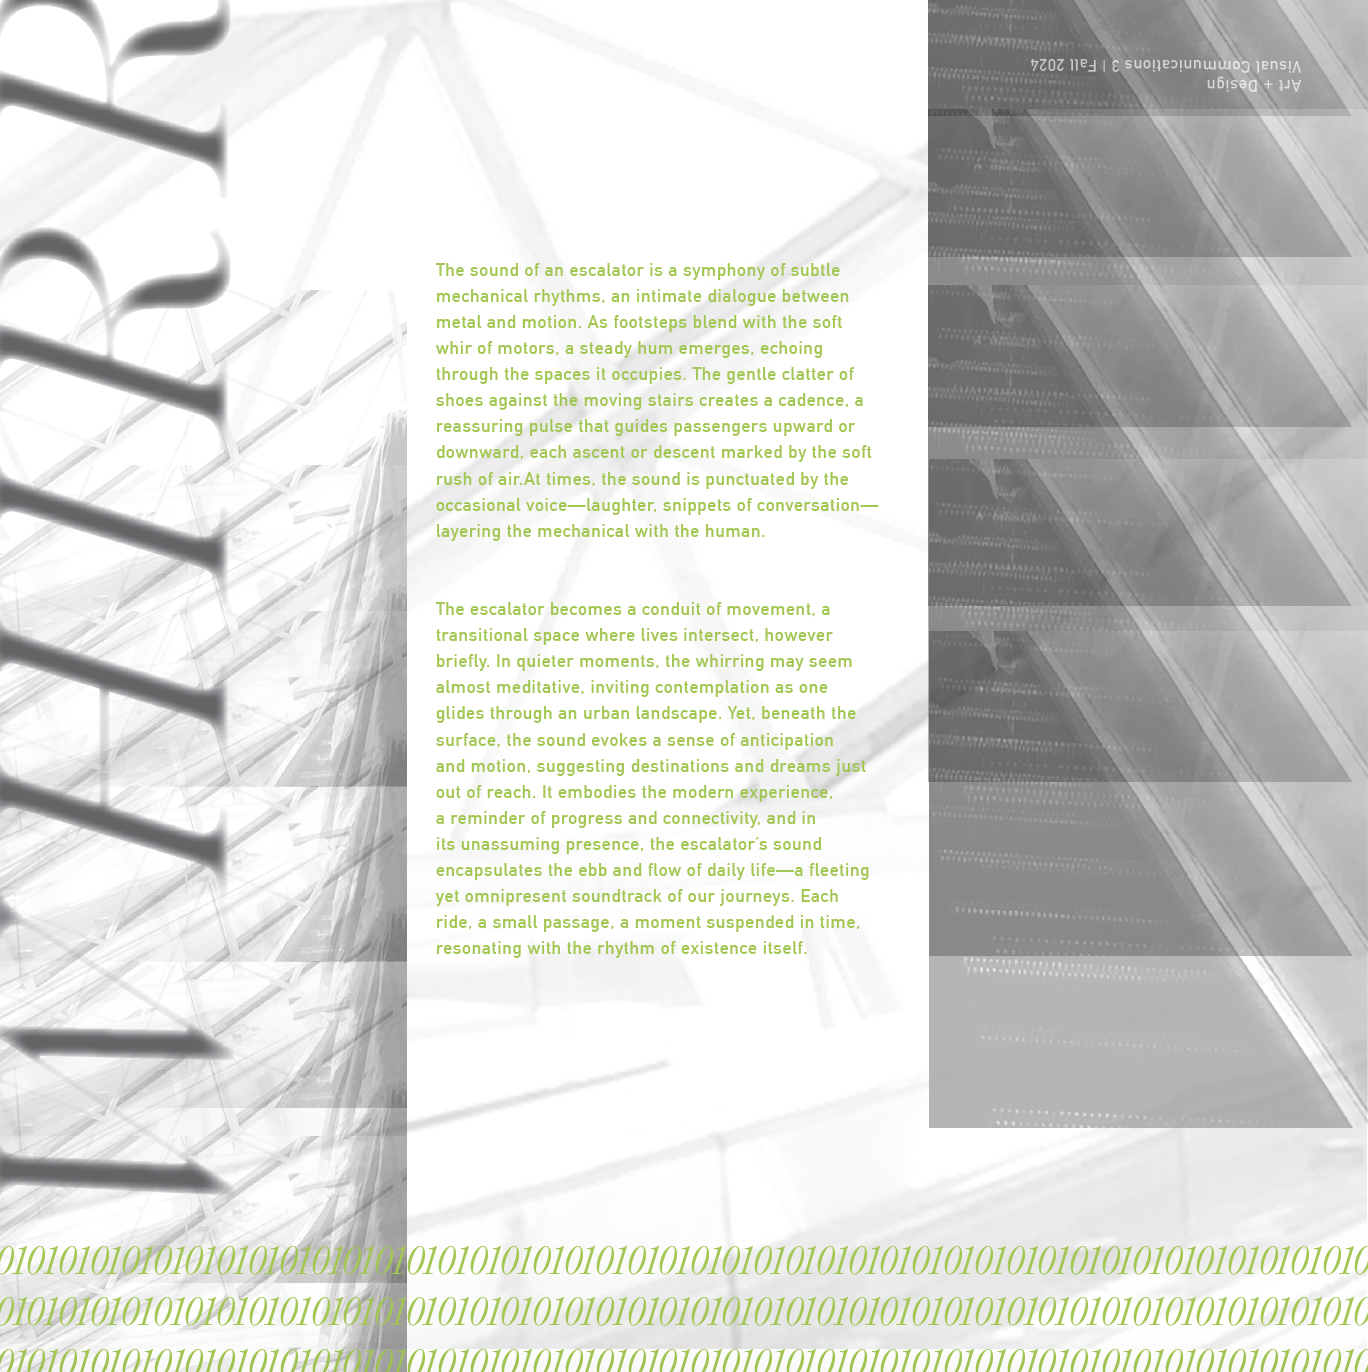 WHIRR
Art + Design
Visual Communications 3 | Fall 2024
The sound of an escalator is a symphony of subtle
mechanical rhythms, an intimate dialogue between
metal and motion. As footsteps blend with the soft
whir of motors, a steady hum emerges, echoing
through the spaces it occupies. The gentle clatter of
shoes against the moving stairs creates a cadence, a
reassuring pulse that guides passengers upward or
downward, each ascent or descent marked by the soft
rush of air.At times, the sound is punctuated by the
occasional voice—laughter, snippets of conversation—
layering the mechanical with the human.
The escalator becomes a conduit of movement, a
transitional space where lives intersect, however
briefly. In quieter moments, the whirring may seem
almost meditative, inviting contemplation as one
glides through an urban landscape. Yet, beneath the
surface, the sound evokes a sense of anticipation
and motion, suggesting destinations and dreams just
out of reach. It embodies the modern experience,
a reminder of progress and connectivity, and in
its unassuming presence, the escalator's sound
encapsulates the ebb and flow of daily life—a fleeting
yet omnipresent soundtrack of our journeys. Each
ride, a small passage, a moment suspended in time,
resonating with the rhythm of existence itself.
0101010101010101010101010101010101010101010101010101010101010101010101010101010101010
0101010101010101010101010101010101010101010101010101010101010101010101010101010101010
0101010101010101010101010101010101010101010101010101010101010101010101010101010101010